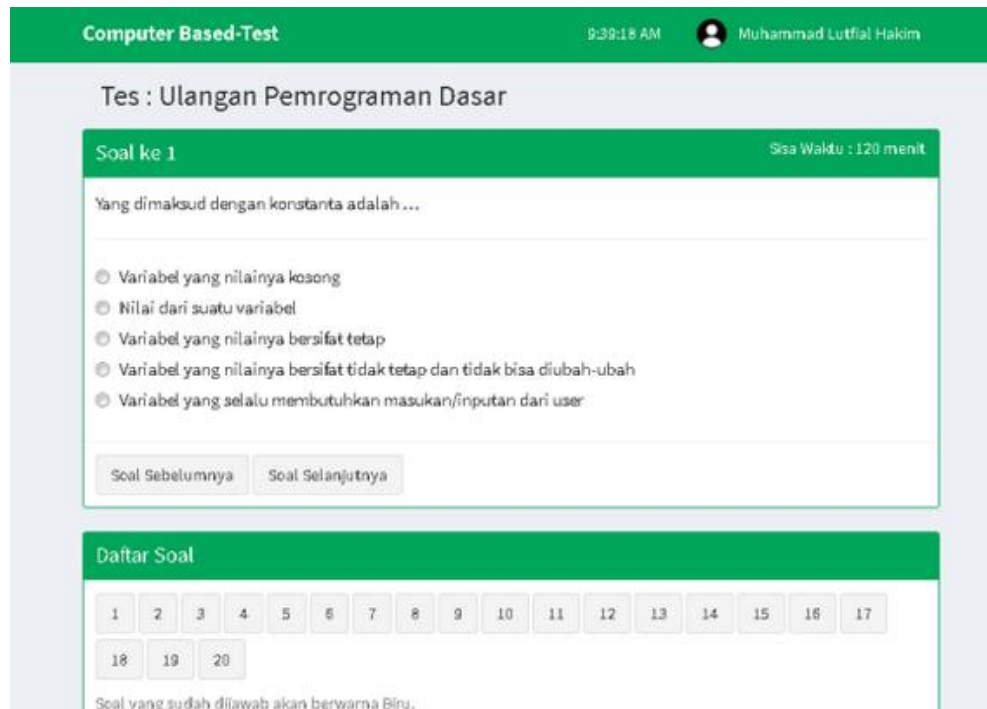 Computer Based-Test 9:39:18 AM Muhammad Lutfial Hakim
Tes : Ulangan Pemrograman Dasar
Soal ke 1 Sisa Waktu : 120 menit
Yang dimaksud dengan konstanta adalah ...
Variabel yang nilainya kosong
Nilai dari suatu variabel
Variabel yang nilainya bersifat tetap
Variabel yang nilainya bersifat tidak tetap dan tidak bisa diubah-ubah
Variabel yang selalu membutuhkan masukan/inputan dari user
Soal Sebelumnya Soal Selanjutnya
Daftar Soal
1 2 3 4 5 6 7 8 9 10 11 12 13 14 15 16 17
18 19 20
Soal yang sudah dijawab akan berwarna Biru.